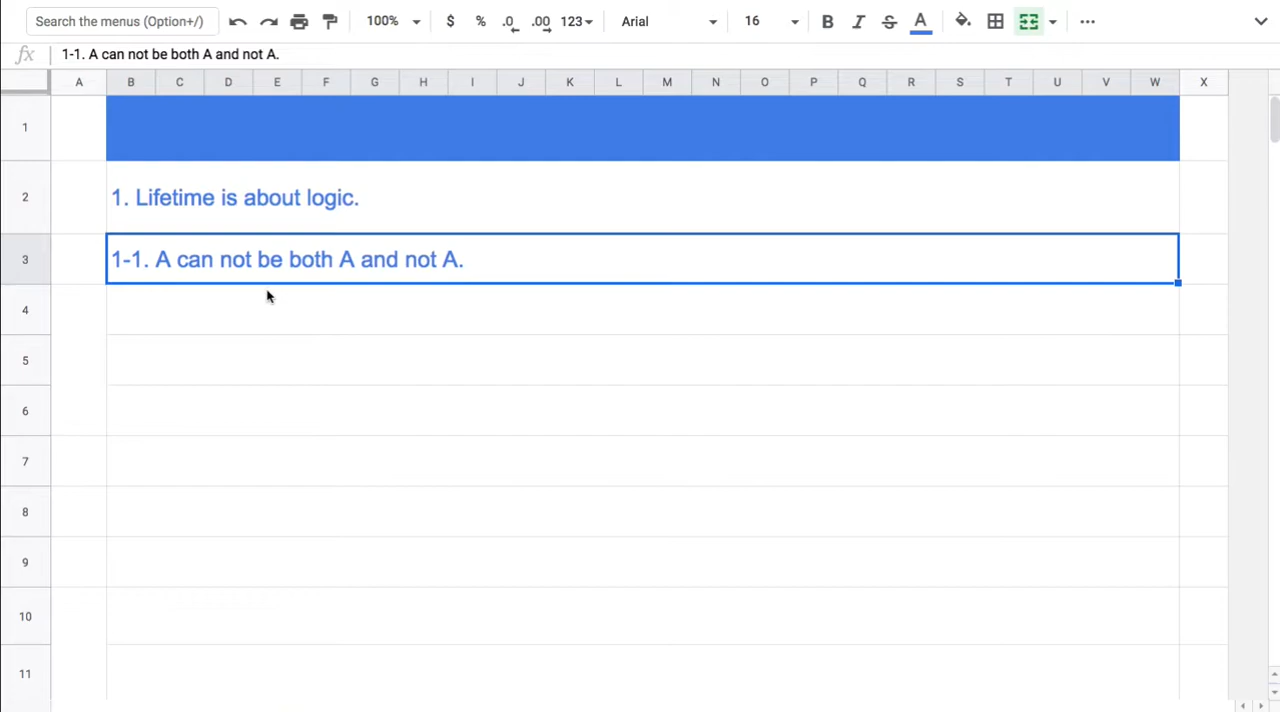 Search the menus (Option+/) 100% $ % .0 .00 123 Arial 16 B I S A
fx 1-1. A can not be both A and not A.
A B C D E F G H I J K L M N O P Q R S T U V W X
1
2 1. Lifetime is about logic.
3 1-1. A can not be both A and not A.
4
5
6
7
8
9
10
11